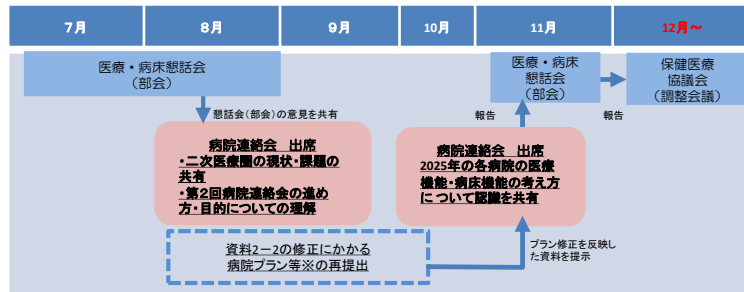 7月
8月
9月
10月
11月
12月～
医療・病床懇話会
（部会）
医療・病床
懇話会
（部会）
保健医療
協議会
（調整会議）
懇話会（部会）の意見を共有
報告
報告
病院連絡会　出席
・二次医療圏の現状・課題の
共有
・第２回病院連絡会の進め
方・目的についての理解
病院連絡会　出席
2025年の各病院の医療
機能・病床機能の考え方
に ついて認識を共有
資料２－２の修正にかかる
病院プラン等※の再提出
プラン修正を反映し
た資料を提示